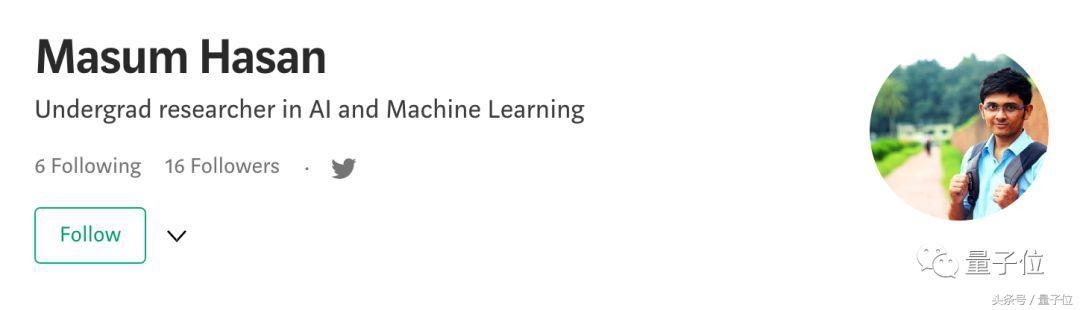 Masum Hasan
Undergrad researcher in AI and Machine Learning
6 Following 16 Followers ·
Follow
量子位
头条号 / 量子位